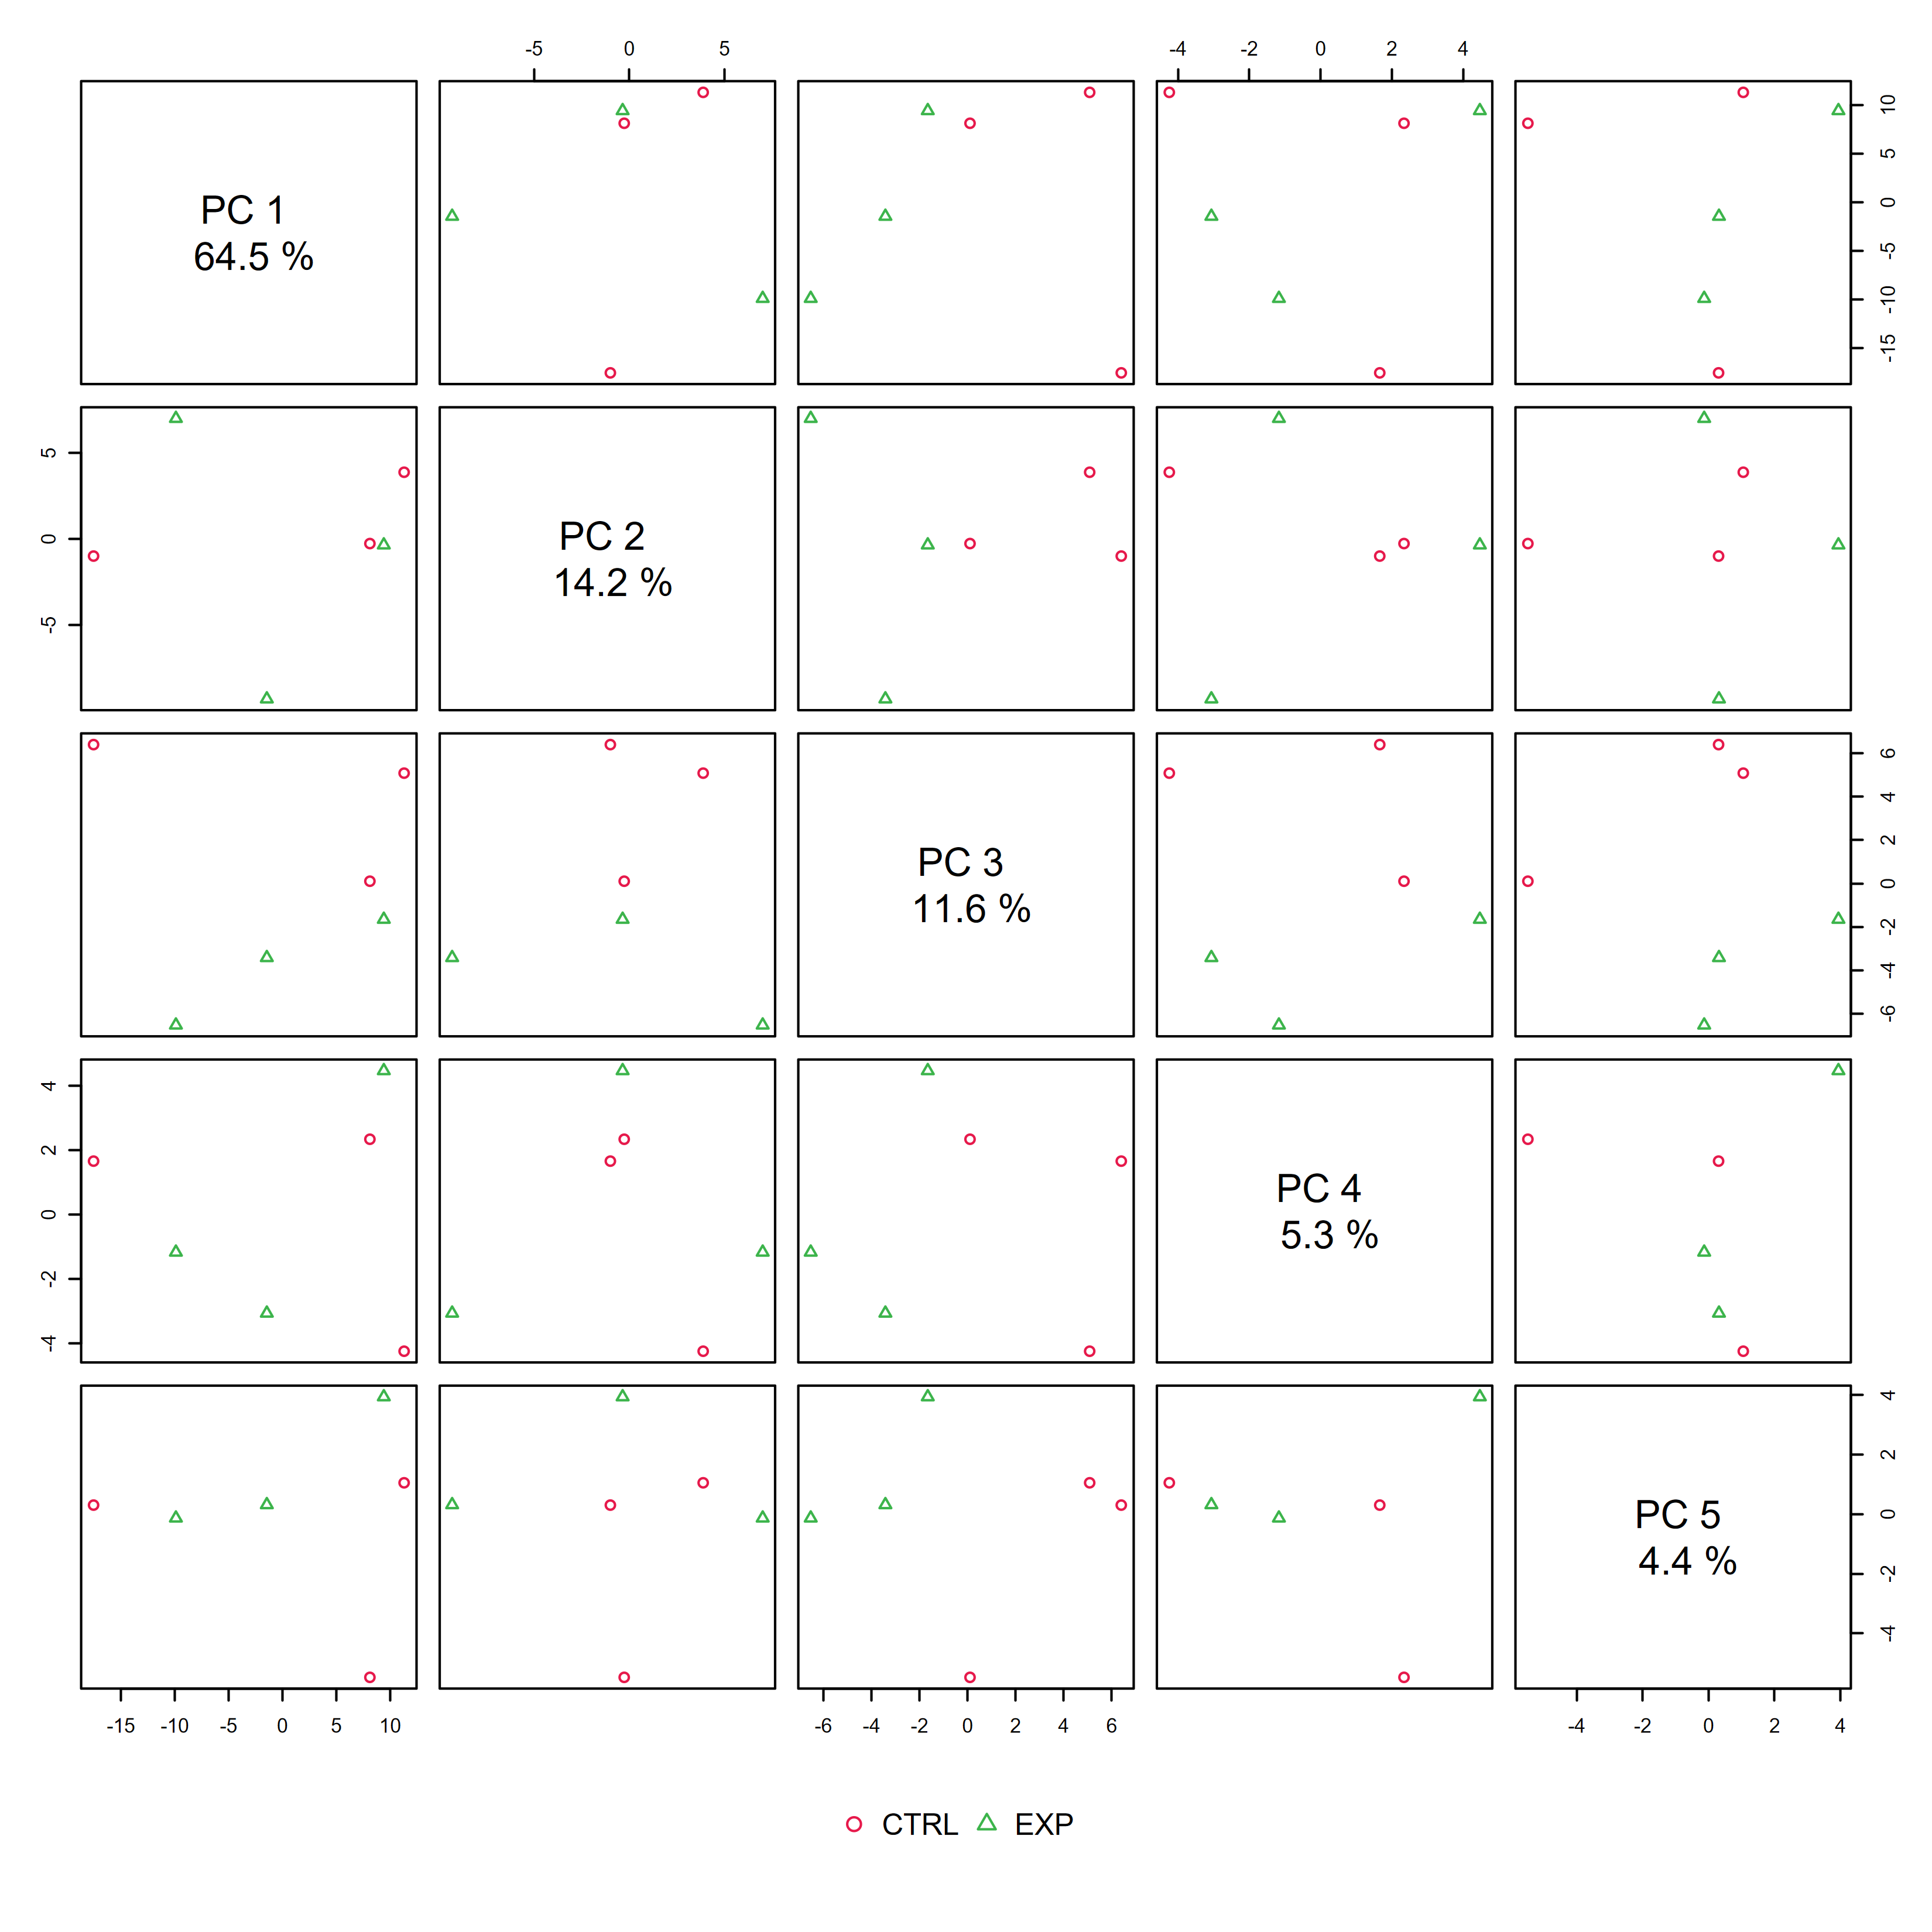 -5 0 5 -4 -2 0 2 4
PC 1
64.5 %
10 5 0 -5 -10 -15
5 0 -5
PC 2
14.2 %
PC 3
11.6 %
6 4 2 0 -2 -4 -6
4 2 0 -2 -4
PC 4
5.3 %
PC 5
4.4 %
4 2 0 -2 -4
-15 -10 -5 0 5 10 -6 -4 -2 0 2 4 6 -4 -2 0 2 4
CTRL EXP